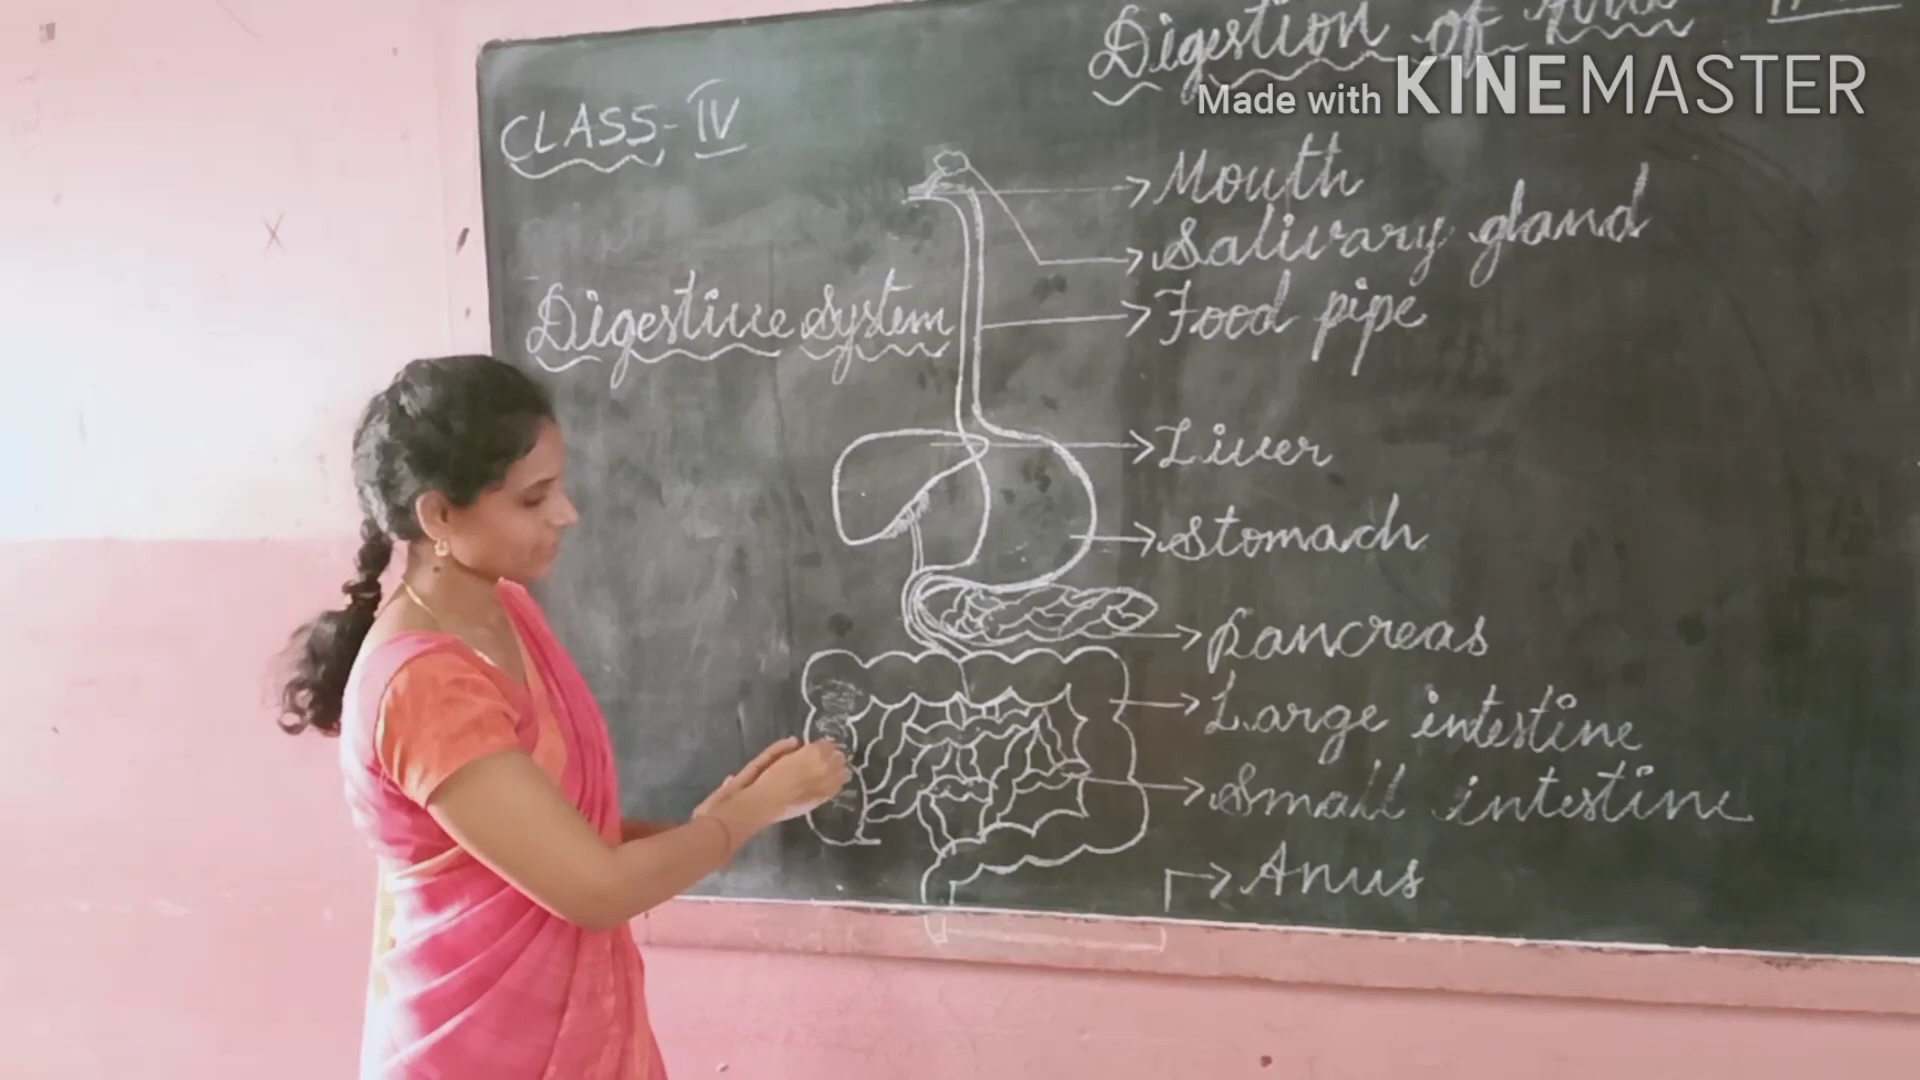 Digestion of
Made with KINEMASTER
CLASS-IV
Mouth
Salivary gland
Digestive System
Food pipe
Liver
Stomach
Pancreas
Large intestine
Small intestine
Anus